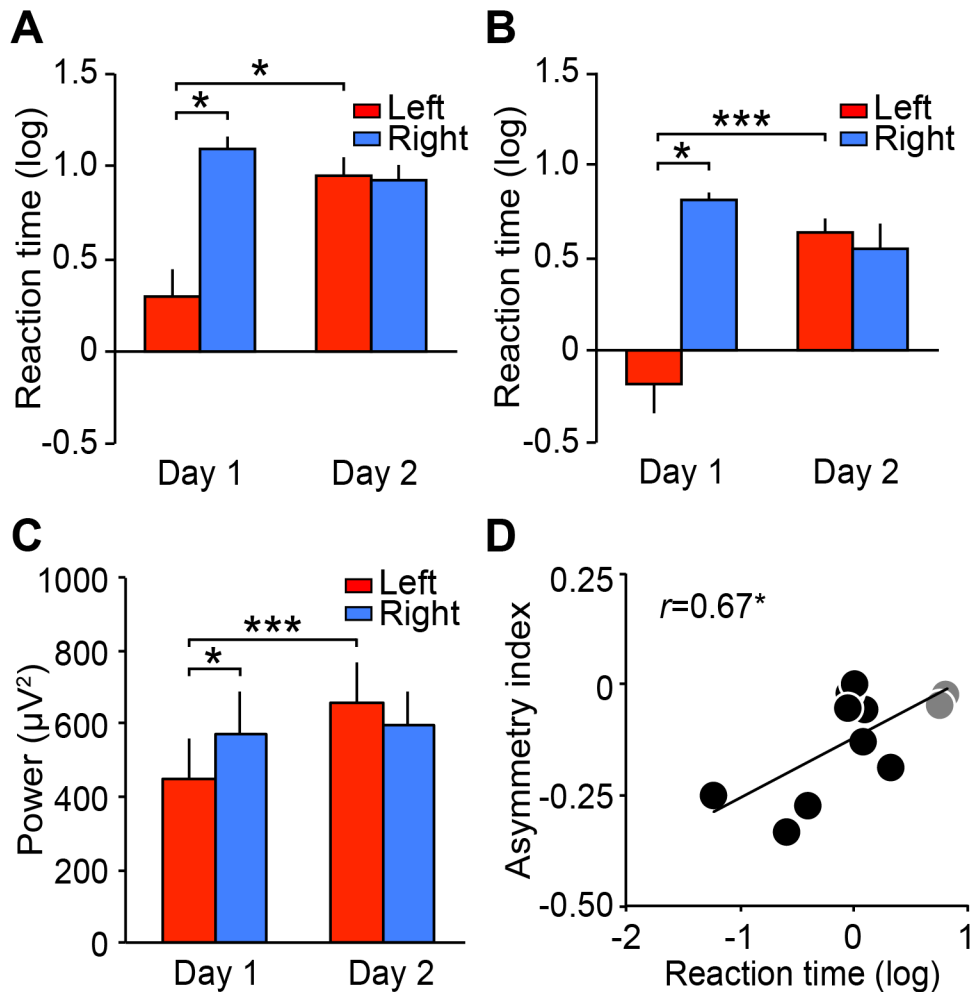 A
Reaction time (log)
1.5
1.0
0.5
0
-0.5
*
*
Left
Right
Day 1
Day 2
B
Reaction time (log)
1.5
1.0
0.5
0
-0.5
***
*
Left
Right
Day 1
Day 2
C
Power (µV²)
1000
800
600
400
200
0
***
*
Left
Right
Day 1
Day 2
D
Asymmetry index
0.25
0
-0.25
-0.50
r=0.67*
-2
-1
0
1
Reaction time (log)